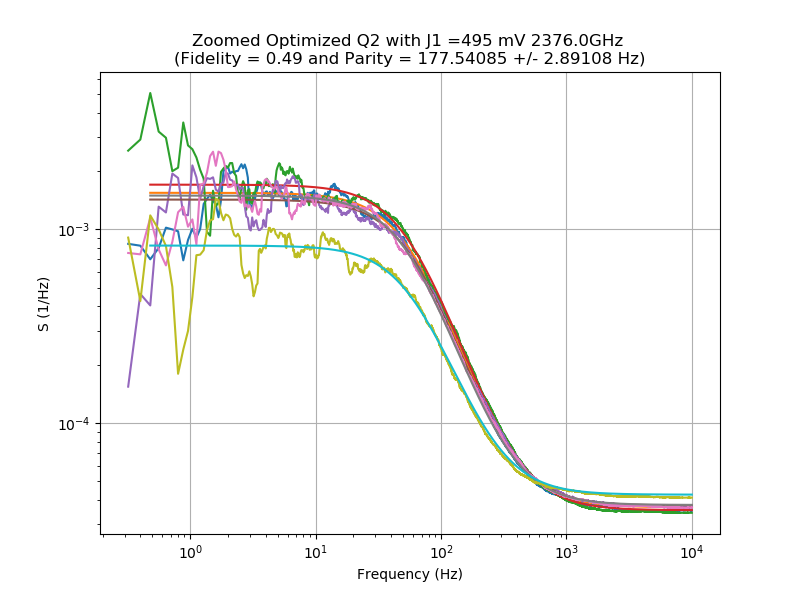 Zoomed Optimized Q2 with J1 =495 mV 2376.0GHz
(Fidelity = 0.49 and Parity = 177.54085 +/- 2.89108 Hz)
S (1/Hz)
10⁻³
10⁻⁴
10⁰ 10¹ 10² 10³ 10⁴
Frequency (Hz)